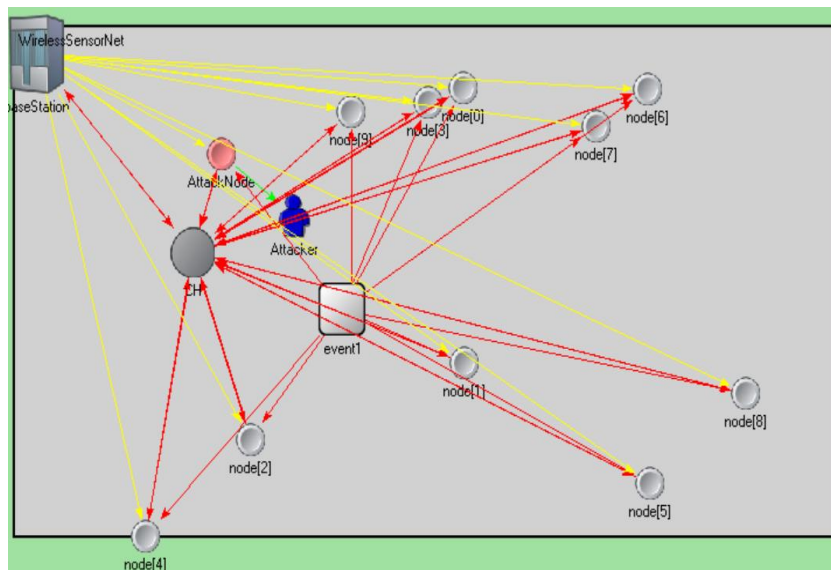 WirelessSensorNet
baseStation
node[0]
node[6]
node[3]
node[9]
node[7]
AttackNode
Attacker
CH
event1
node[1]
node[8]
node[2]
node[5]
node[4]